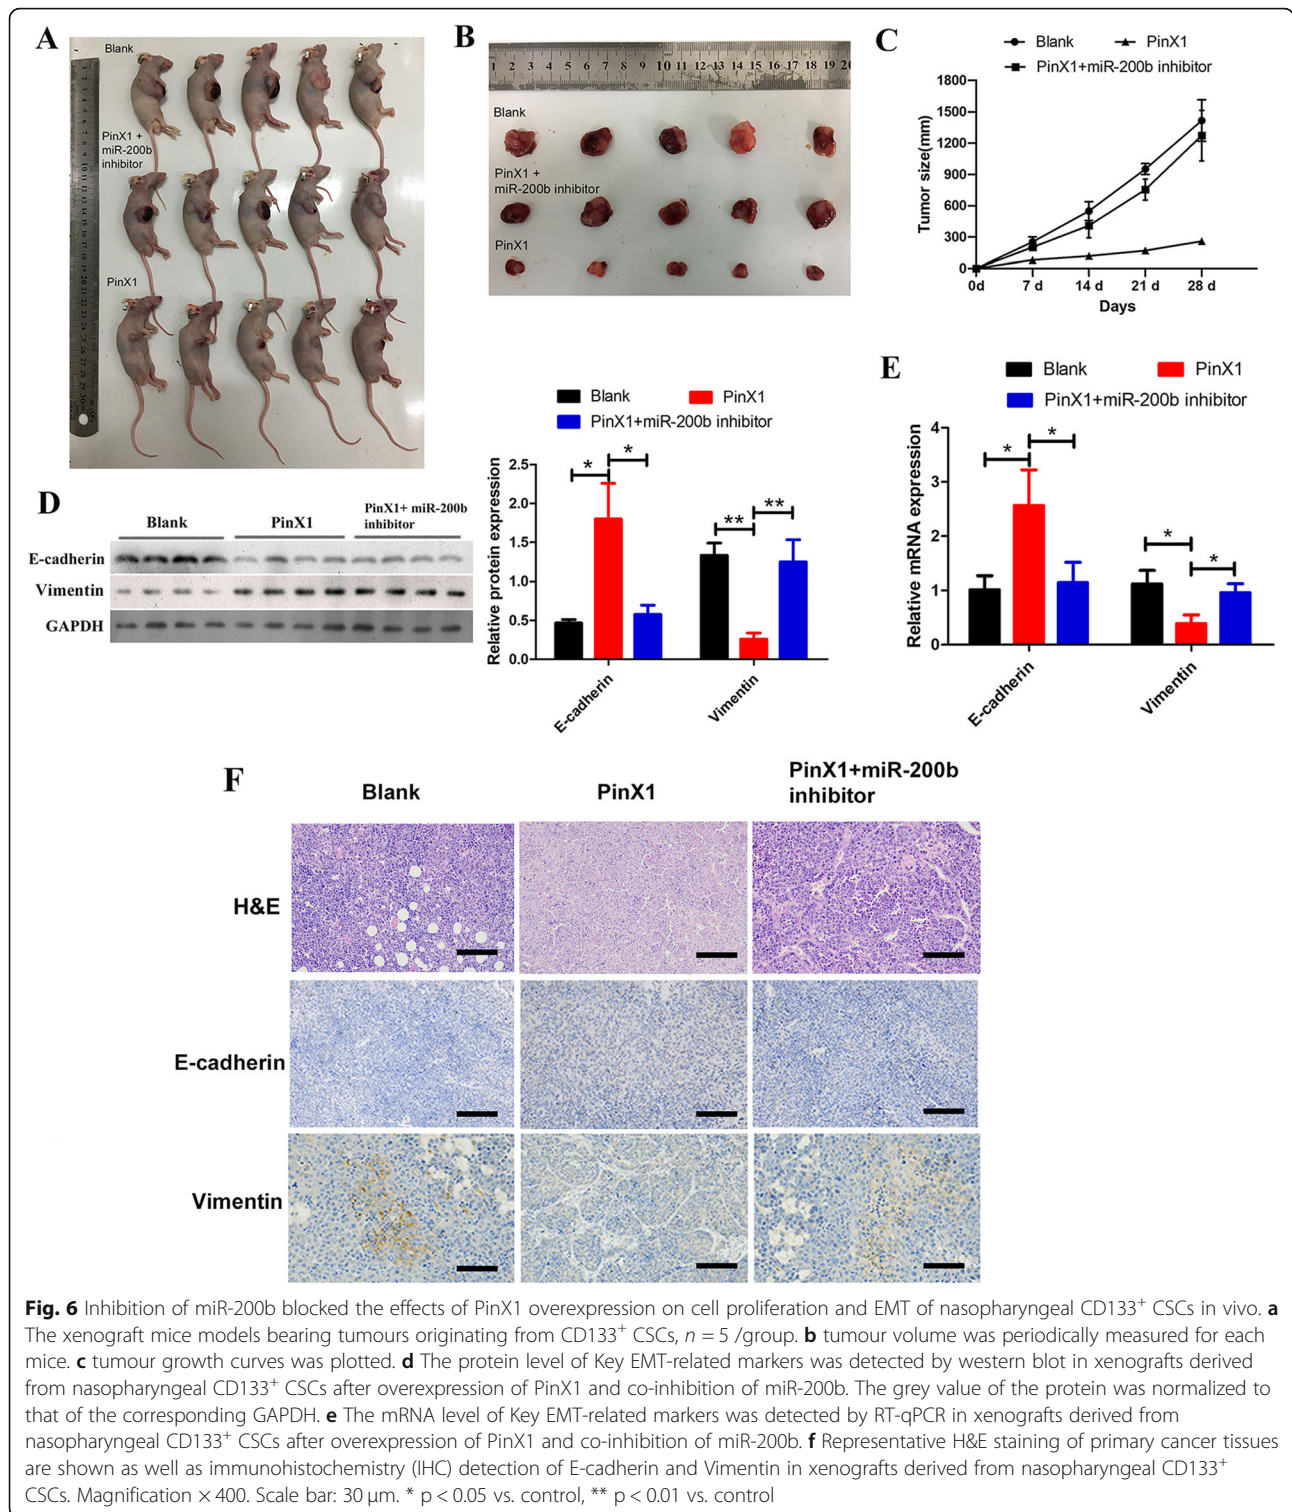 A
Blank
PinX1 +
miR-200b
inhibitor
PinX1
B
1 2 3 4 5 6 7 8 9 10 11 12 13 14 15 16 17 18 19 20
Blank
PinX1 +
miR-200b inhibitor
PinX1
C
Blank PinX1
PinX1+miR-200b inhibitor
Tumor size(mm)
1800
1500
1200
900
600
300
0
0d 7 d 14 d 21 d 28 d
Days
D
Blank PinX1 PinX1+ miR-200b
inhibitor
E-cadherin
Vimentin
GAPDH
Blank PinX1
PinX1+miR-200b inhibitor
Relative protein expression
2.5
2.0
1.5
1.0
0.5
0.0
* * ** **
E-cadherin Vimentin
E
Blank PinX1
PinX1+miR-200b inhibitor
Relative mRNA expression
4
3
2
1
0
* * * *
E-cadherin Vimentin
F
Blank PinX1 PinX1+miR-200b
inhibitor
H&E
E-cadherin
Vimentin
Fig. 6 Inhibition of miR-200b blocked the effects of PinX1 overexpression on cell proliferation and EMT of nasopharyngeal CD133⁺ CSCs in vivo. a
The xenograft mice models bearing tumours originating from CD133⁺ CSCs, n = 5 /group. b tumour volume was periodically measured for each
mice. c tumour growth curves was plotted. d The protein level of Key EMT-related markers was detected by western blot in xenografts derived
from nasopharyngeal CD133⁺ CSCs after overexpression of PinX1 and co-inhibition of miR-200b. The grey value of the protein was normalized to
that of the corresponding GAPDH. e The mRNA level of Key EMT-related markers was detected by RT-qPCR in xenografts derived from
nasopharyngeal CD133⁺ CSCs after overexpression of PinX1 and co-inhibition of miR-200b. f Representative H&E staining of primary cancer tissues
are shown as well as immunohistochemistry (IHC) detection of E-cadherin and Vimentin in xenografts derived from nasopharyngeal CD133⁺
CSCs. Magnification × 400. Scale bar: 30 μm. * p < 0.05 vs. control, ** p < 0.01 vs. control